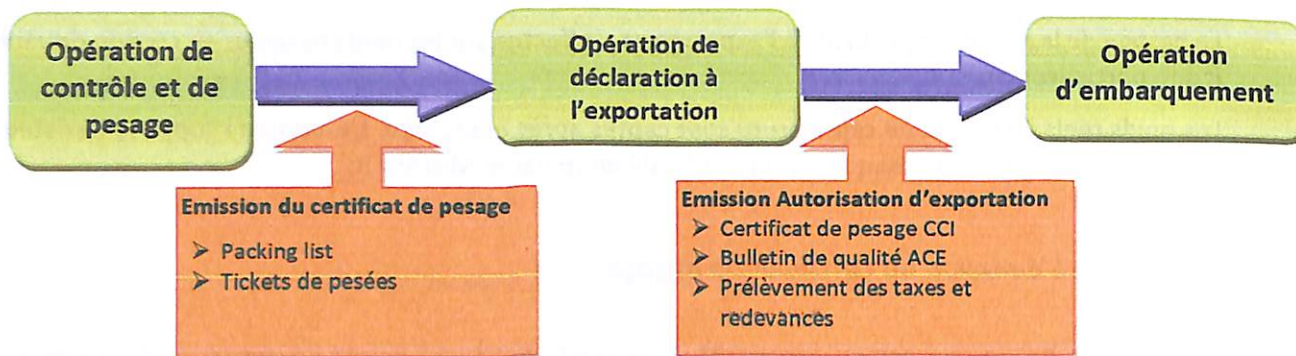 Opération de
contrôle et de
pesage
Opération de
déclaration à
l'exportation
Opération
d'embarquement
Emission du certificat de pesage
➤ Packing list
➤ Tickets de pesées
Emission Autorisation d'exportation
➤ Certificat de pesage CCI
➤ Bulletin de qualité ACE
➤ Prélèvement des taxes et
redevances